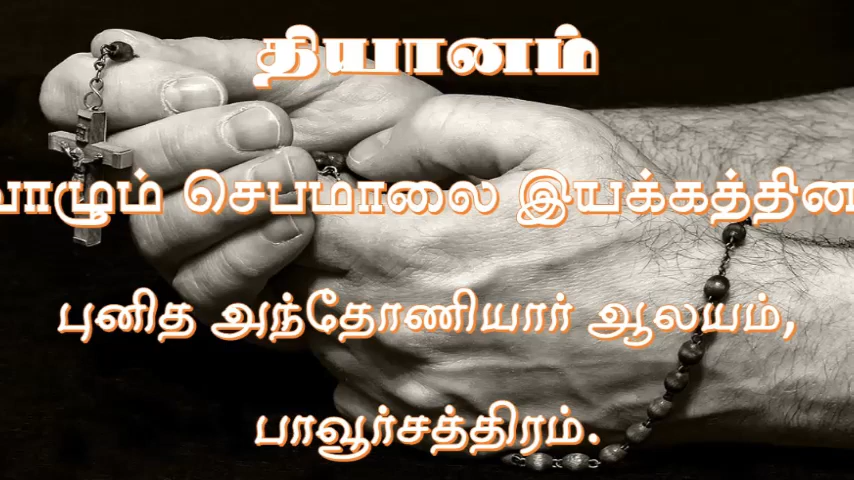 தியானம்
வாழும் செபமாலை இயக்கத்தின
புனித அந்தோணியார் ஆலயம்,
பாவூர்சத்திரம்.